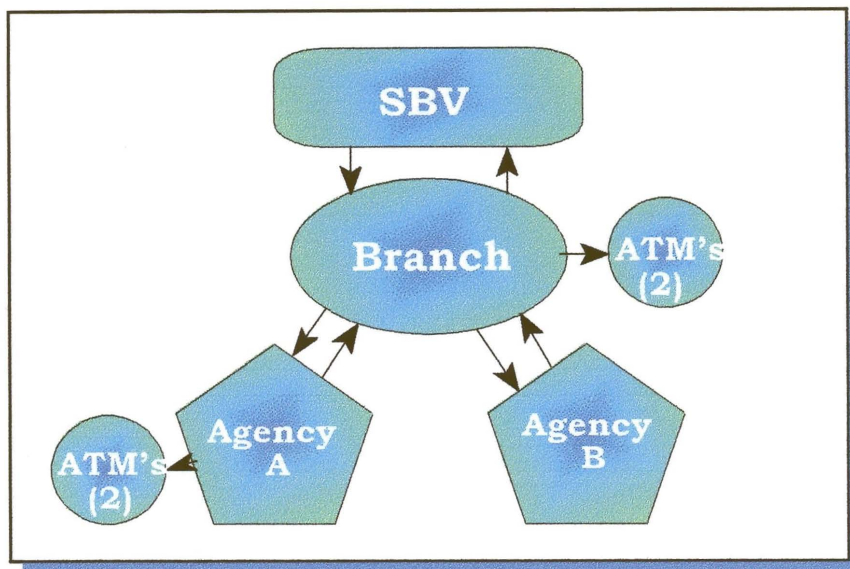 SBV
Branch
ATM's
(2)
Agency
A
Agency
B
ATM's
(2)